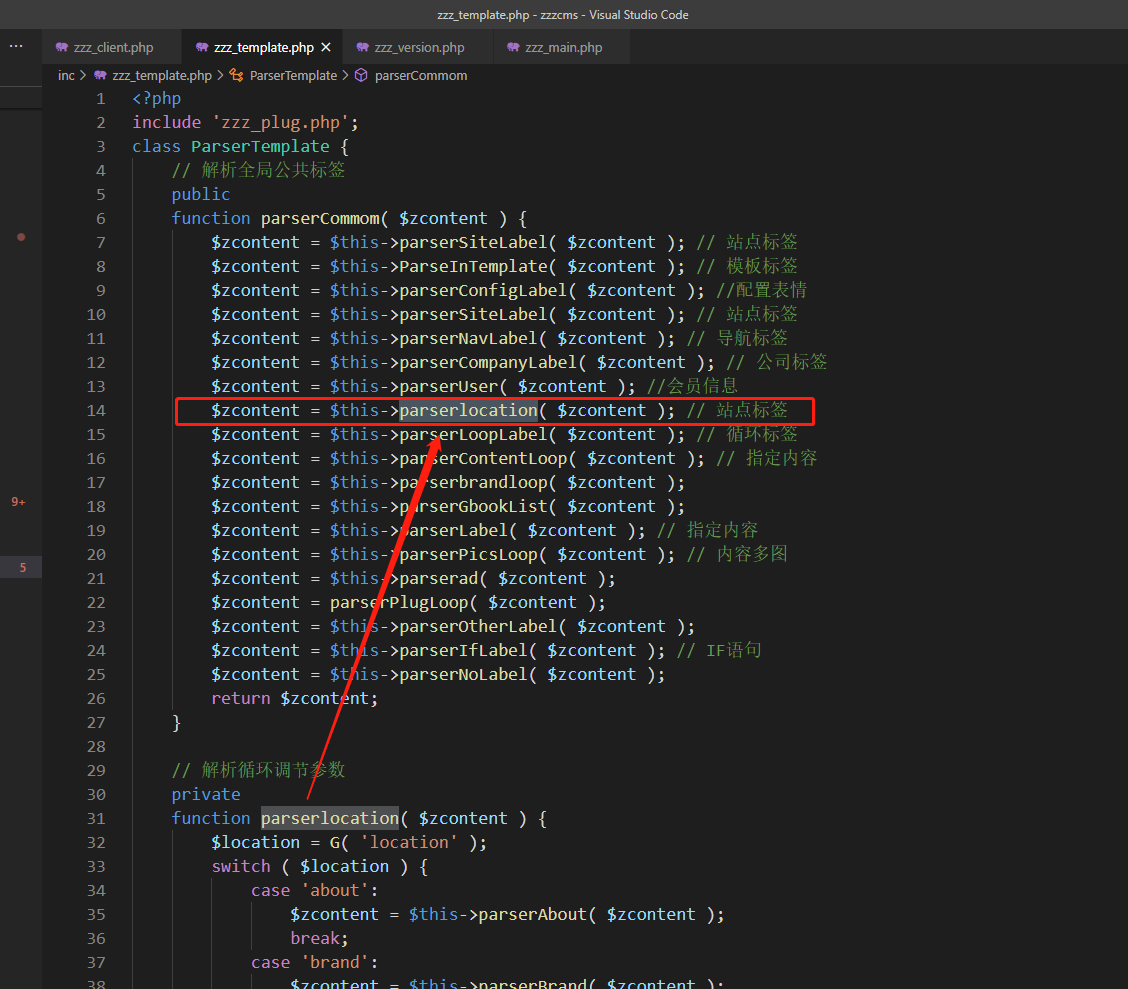 zzz_template.php - zzzcms - Visual Studio Code
··· zzz_client.php zzz_template.php × zzz_version.php zzz_main.php
inc > zzz_template.php > ParserTemplate > parserCommom
1 <?php
2 include 'zzz_plug.php';
3 class ParserTemplate {
4 // 解析全局公共标签
5 public
6 function parserCommom( $zcontent ) {
7 $zcontent = $this->parserSiteLabel( $zcontent ); // 站点标签
8 $zcontent = $this->ParseInTemplate( $zcontent ); // 模板标签
9 $zcontent = $this->parserConfigLabel( $zcontent ); //配置表情
10 $zcontent = $this->parserSiteLabel( $zcontent ); // 站点标签
11 $zcontent = $this->parserNavLabel( $zcontent ); // 导航标签
12 $zcontent = $this->parserCompanyLabel( $zcontent ); // 公司标签
13 $zcontent = $this->parserUser( $zcontent ); //会员信息
14 $zcontent = $this->parserlocation( $zcontent ); // 站点标签
15 $zcontent = $this->parserLoopLabel( $zcontent ); // 循环标签
16 $zcontent = $this->parserContentLoop( $zcontent ); // 指定内容
17 $zcontent = $this->parserbrandloop( $zcontent );
18 $zcontent = $this->parserGbookList( $zcontent );
19 $zcontent = $this->parserLabel( $zcontent ); // 指定内容
20 $zcontent = $this->parserPicsLoop( $zcontent ); // 内容多图
21 $zcontent = $this->parserad( $zcontent );
22 $zcontent = parserPlugLoop( $zcontent );
23 $zcontent = $this->parserOtherLabel( $zcontent );
24 $zcontent = $this->parserIfLabel( $zcontent ); // IF语句
25 $zcontent = $this->parserNoLabel( $zcontent );
26 return $zcontent;
27 }
28
29 // 解析循环调节参数
30 private
31 function parserlocation( $zcontent ) {
32 $location = G( 'location' );
33 switch ( $location ) {
34 case 'about':
35 $zcontent = $this->parserAbout( $zcontent );
36 break;
37 case 'brand':
38 $zcontent = $this->parserBrand( $zcontent );
9+
5